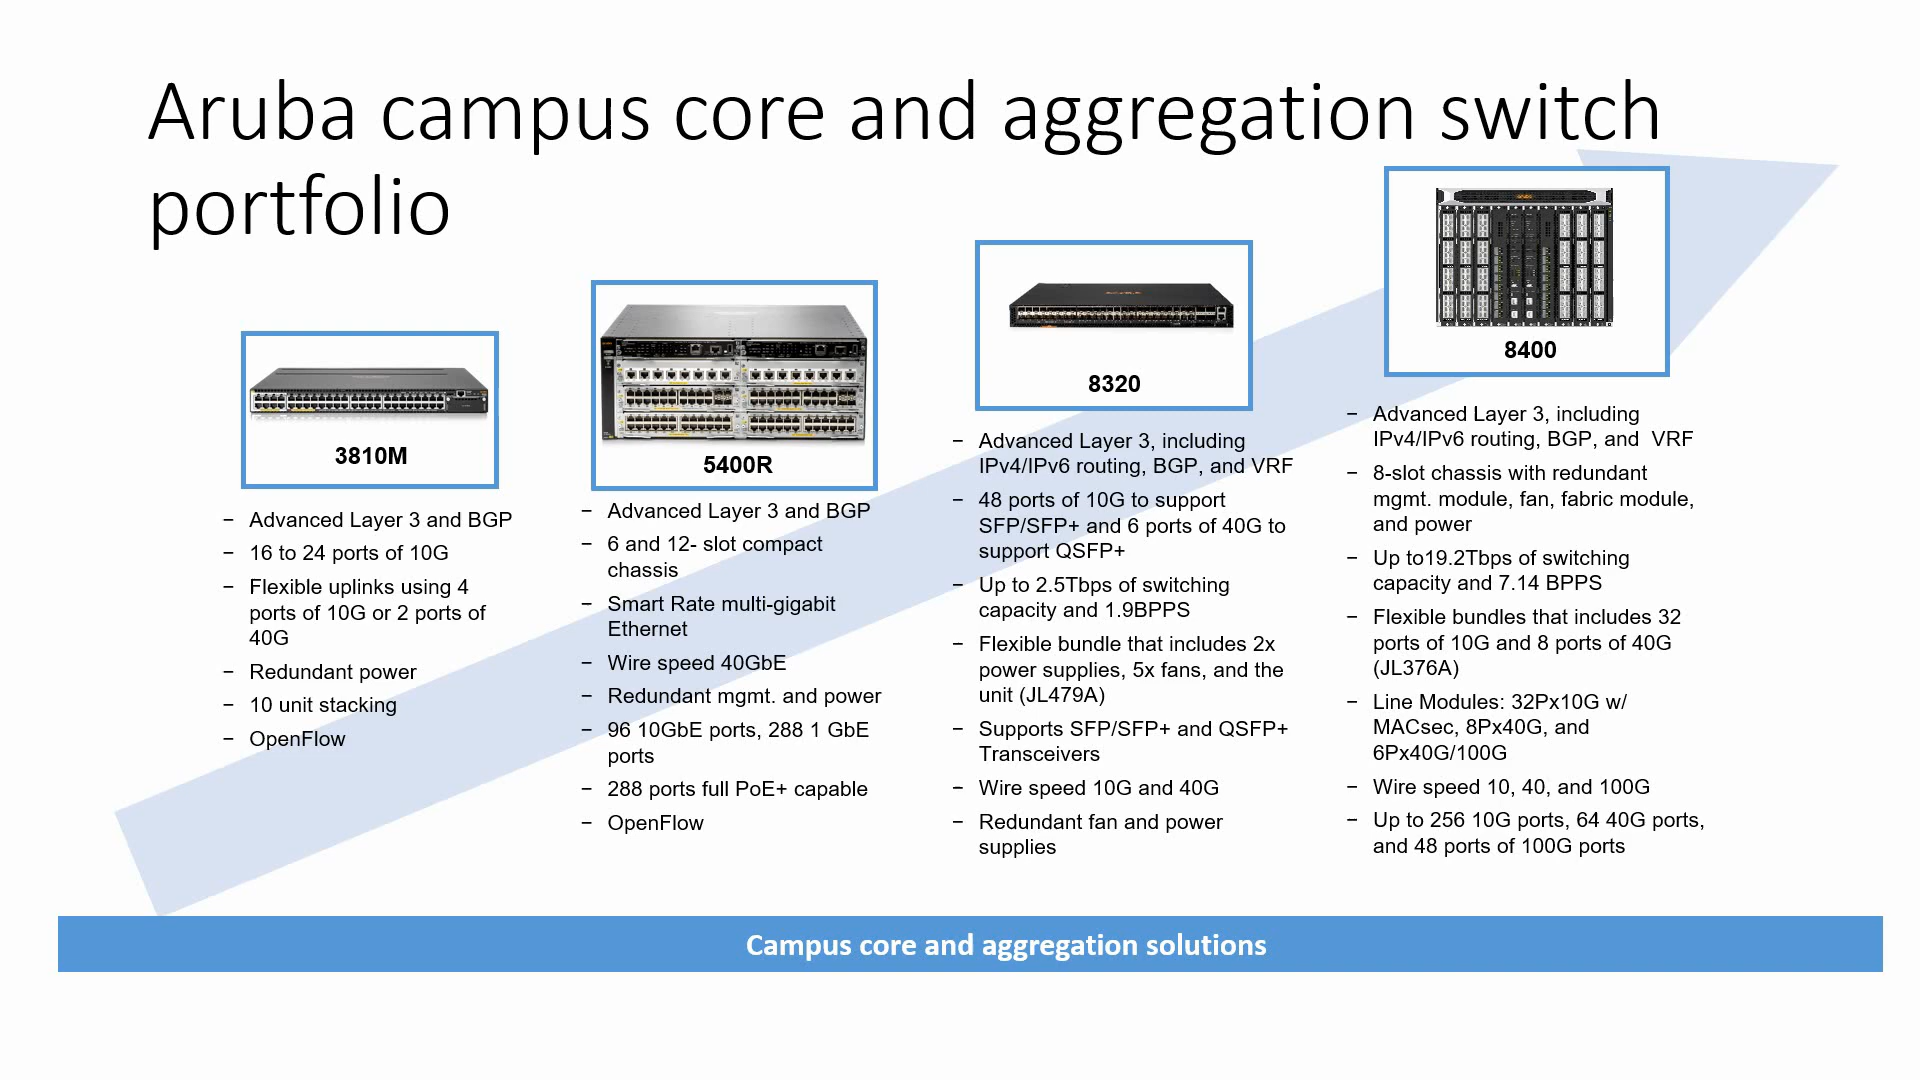 Aruba campus core and aggregation switch
portfolio
3810M
− Advanced Layer 3 and BGP
− 16 to 24 ports of 10G
− Flexible uplinks using 4
ports of 10G or 2 ports of
40G
− Redundant power
− 10 unit stacking
− OpenFlow
5400R
− Advanced Layer 3 and BGP
− 6 and 12- slot compact
chassis
− Smart Rate multi-gigabit
Ethernet
− Wire speed 40GbE
− Redundant mgmt. and power
− 96 10GbE ports, 288 1 GbE
ports
− 288 ports full PoE+ capable
− OpenFlow
8320
− Advanced Layer 3, including
IPv4/IPv6 routing, BGP, and VRF
− 48 ports of 10G to support
SFP/SFP+ and 6 ports of 40G to
support QSFP+
− Up to 2.5Tbps of switching
capacity and 1.9BPPS
− Flexible bundle that includes 2x
power supplies, 5x fans, and the
unit (JL479A)
− Supports SFP/SFP+ and QSFP+
Transceivers
− Wire speed 10G and 40G
− Redundant fan and power
supplies
8400
− Advanced Layer 3, including
IPv4/IPv6 routing, BGP, and  VRF
− 8-slot chassis with redundant
mgmt. module, fan, fabric module,
and power
− Up to19.2Tbps of switching
capacity and 7.14 BPPS
− Flexible bundles that includes 32
ports of 10G and 8 ports of 40G
(JL376A)
− Line Modules: 32Px10G w/
MACsec, 8Px40G, and
6Px40G/100G
− Wire speed 10, 40, and 100G
− Up to 256 10G ports, 64 40G ports,
and 48 ports of 100G ports
Campus core and aggregation solutions